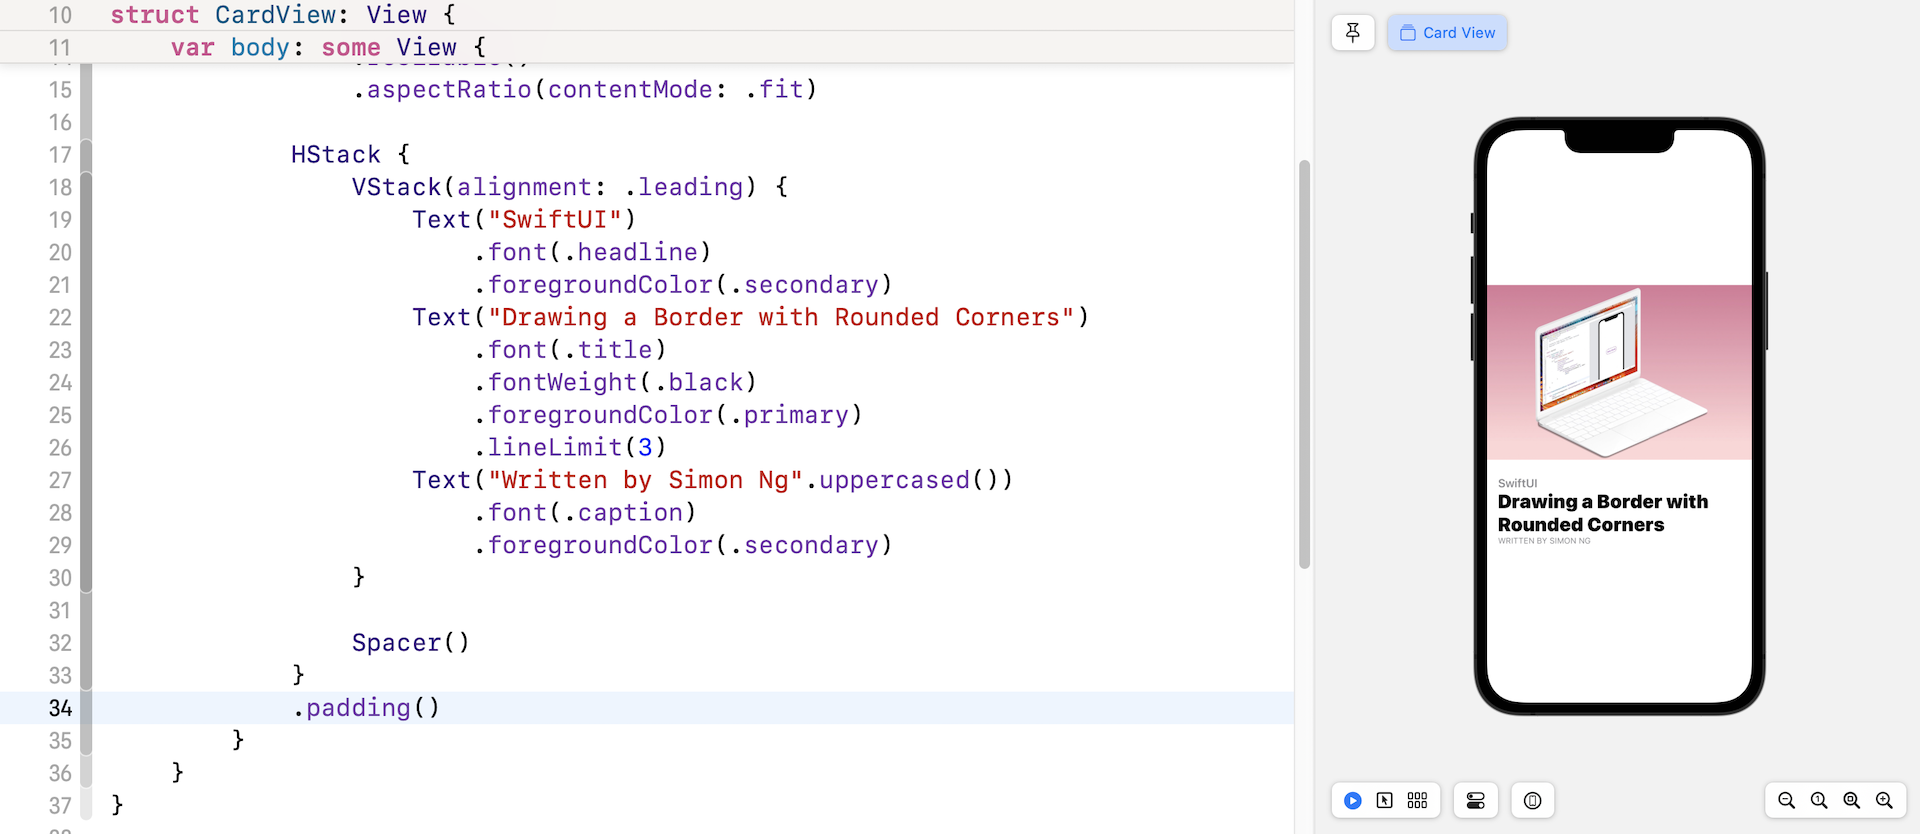 10 struct CardView: View {
11 var body: some View {
15 .aspectRatio(contentMode: .fit)
16
17 HStack {
18 VStack(alignment: .leading) {
19 Text("SwiftUI")
20 .font(.headline)
21 .foregroundColor(.secondary)
22 Text("Drawing a Border with Rounded Corners")
23 .font(.title)
24 .fontWeight(.black)
25 .foregroundColor(.primary)
26 .lineLimit(3)
27 Text("Written by Simon Ng".uppercased())
28 .font(.caption)
29 .foregroundColor(.secondary)
30 }
31
32 Spacer()
33 }
34 .padding()
35 }
36 }
37 }
Card View
SwiftUI
Drawing a Border with
Rounded Corners
WRITTEN BY SIMON NG